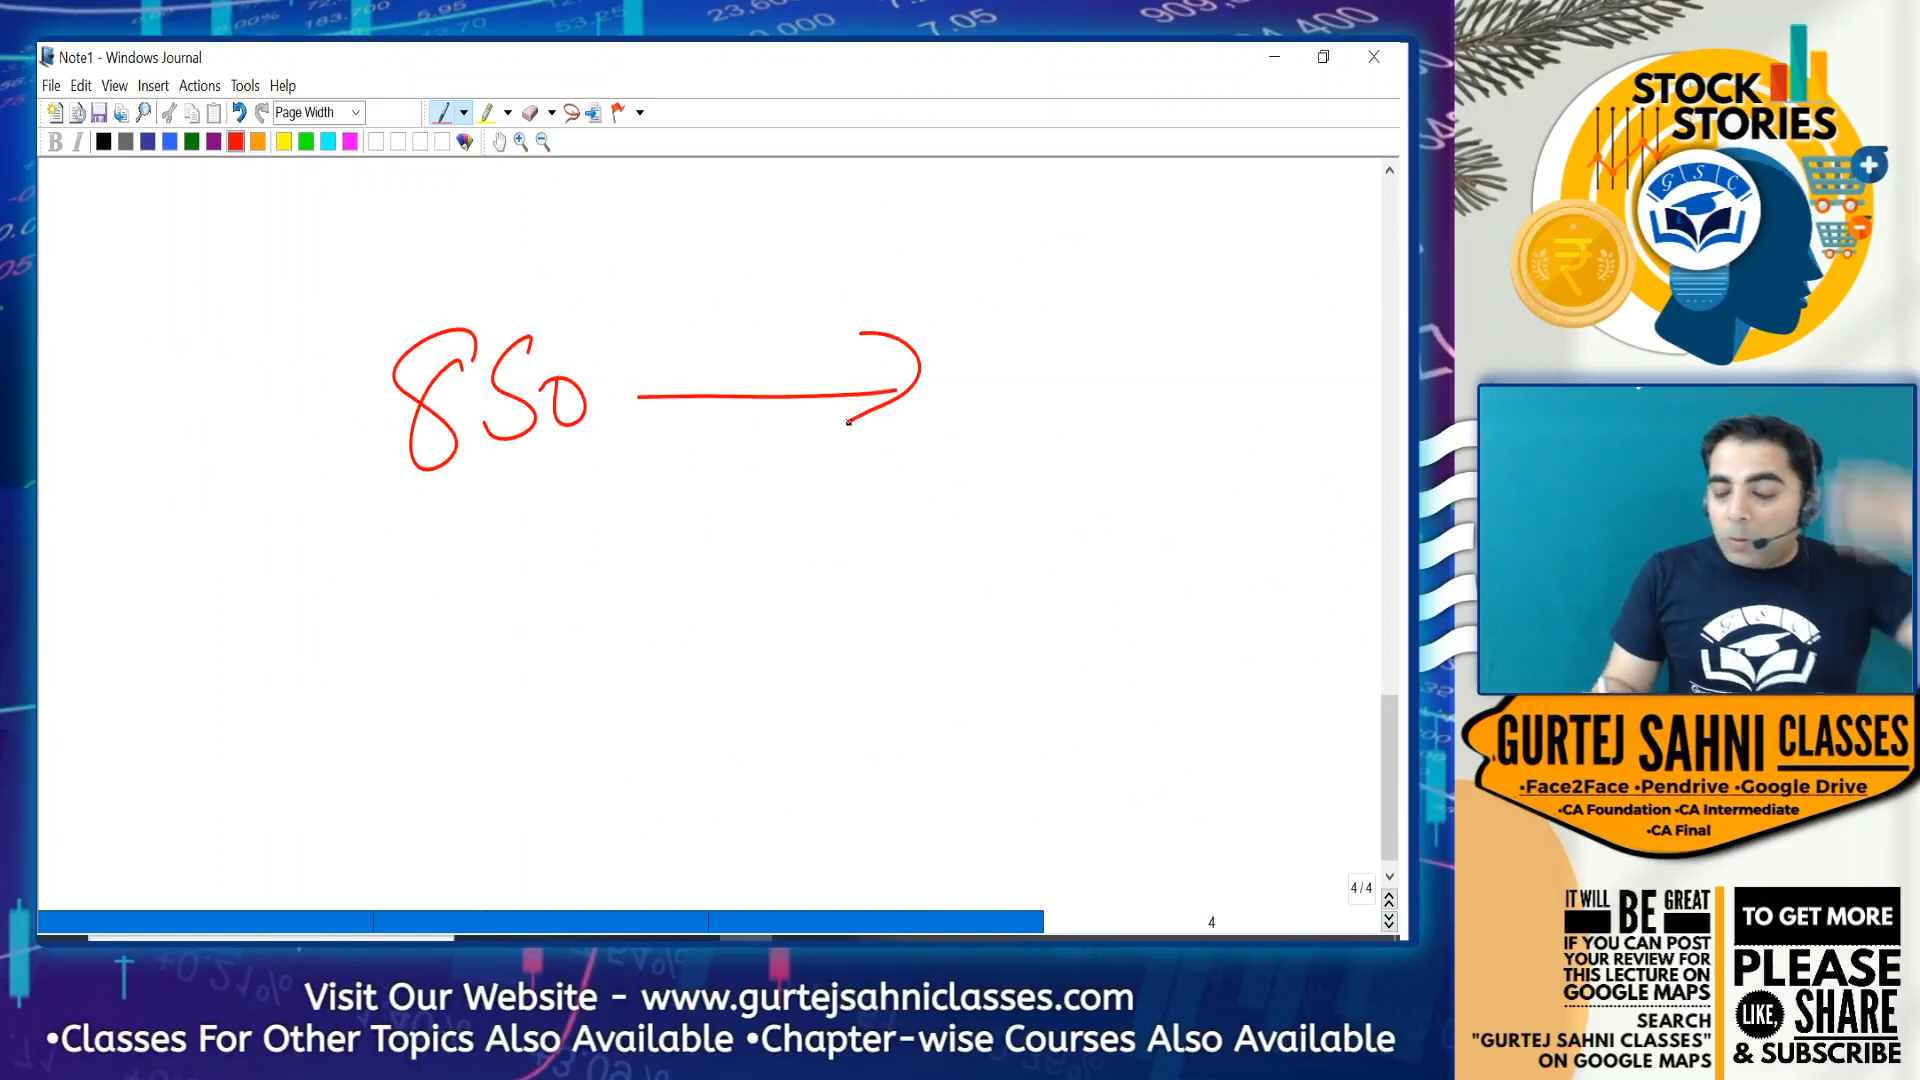 Note1 - Windows Journal
File Edit View Insert Actions Tools Help
Page Width
B I
850
4 / 4
4
STOCK
STORIES
G S C
GURTEJ SAHNI CLASSES
•Face2Face •Pendrive •Google Drive
•CA Foundation •CA Intermediate
•CA Final
IT WILL BE GREAT
IF YOU CAN POST
YOUR REVIEW FOR
THIS LECTURE ON
GOOGLE MAPS
SEARCH
"GURTEJ SAHNI CLASSES"
ON GOOGLE MAPS
TO GET MORE
PLEASE
LIKE, SHARE
& SUBSCRIBE
Visit Our Website - www.gurtejsahniclasses.com
•Classes For Other Topics Also Available •Chapter-wise Courses Also Available